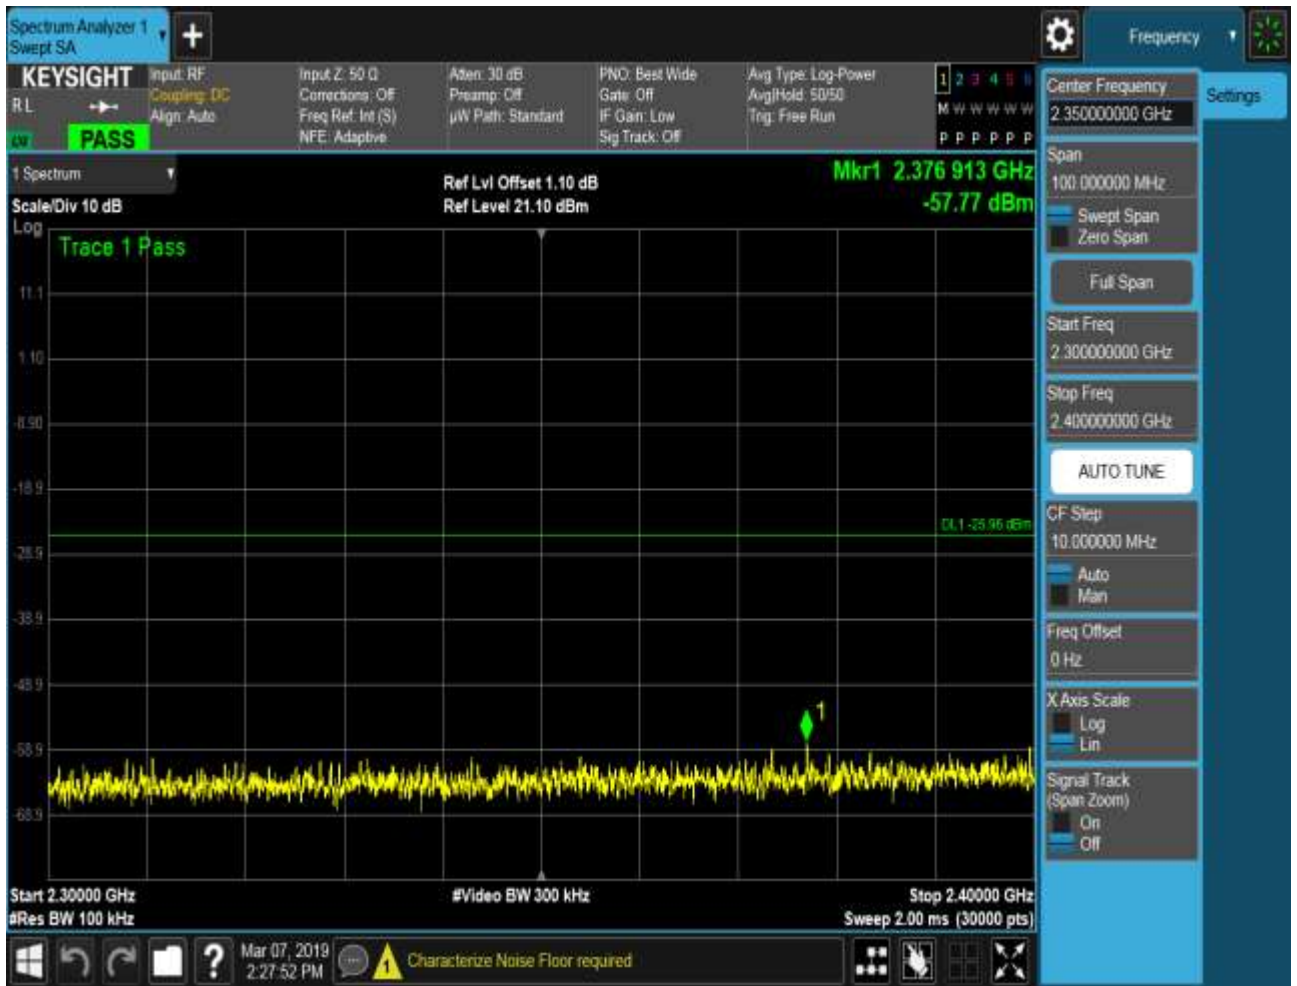 Spectrum Analyzer 1
Swept SA
Frequency
KEYSIGHT
R L
PASS
Input: RF
Coupling: DC
Align: Auto
Input Z: 50 Ω
Corrections: Off
Freq Ref: Int (S)
NFE: Adaptive
Atten: 30 dB
Preamp: Off
µW Path: Standard
PNO: Best Wide
Gate: Off
IF Gain: Low
Sig Track: Off
Avg Type: Log-Power
Avg|Hold: 50/50
Trig: Free Run
1 2 3 4 5 6
M W W W W W
P P P P P P
1 Spectrum
Scale/Div 10 dB
Log
Ref Lvl Offset 1.10 dB
Ref Level 21.10 dBm
Mkr1 2.376 913 GHz
-57.77 dBm
Trace 1 Pass
11.1
1.10
-8.90
-18.9
DL1 -25.96 dBm
-28.9
-38.9
-48.9
1
-58.9
-68.9
Start 2.30000 GHz
#Res BW 100 kHz
#Video BW 300 kHz
Stop 2.40000 GHz
Sweep 2.00 ms (30000 pts)
Center Frequency
2.350000000 GHz
Settings
Span
100.000000 MHz
Swept Span
Zero Span
Full Span
Start Freq
2.300000000 GHz
Stop Freq
2.400000000 GHz
AUTO TUNE
CF Step
10.000000 MHz
Auto
Man
Freq Offset
0 Hz
X Axis Scale
Log
Lin
Signal Track
(Span Zoom)
On
Off
?
Mar 07, 2019
2:27:52 PM
1
Characterize Noise Floor required